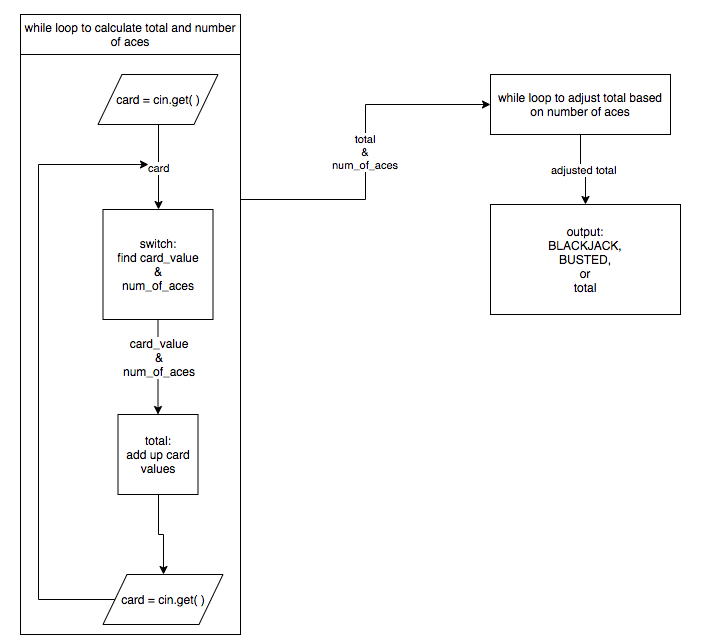 while loop to calculate total and number
of aces
card = cin.get( )
card
switch:
find card_value
&
num_of_aces
card_value
&
num_of_aces
total:
add up card
values
card = cin.get( )
total
&
num_of_aces
while loop to adjust total based
on number of aces
adjusted total
output:
BLACKJACK,
BUSTED,
or
total